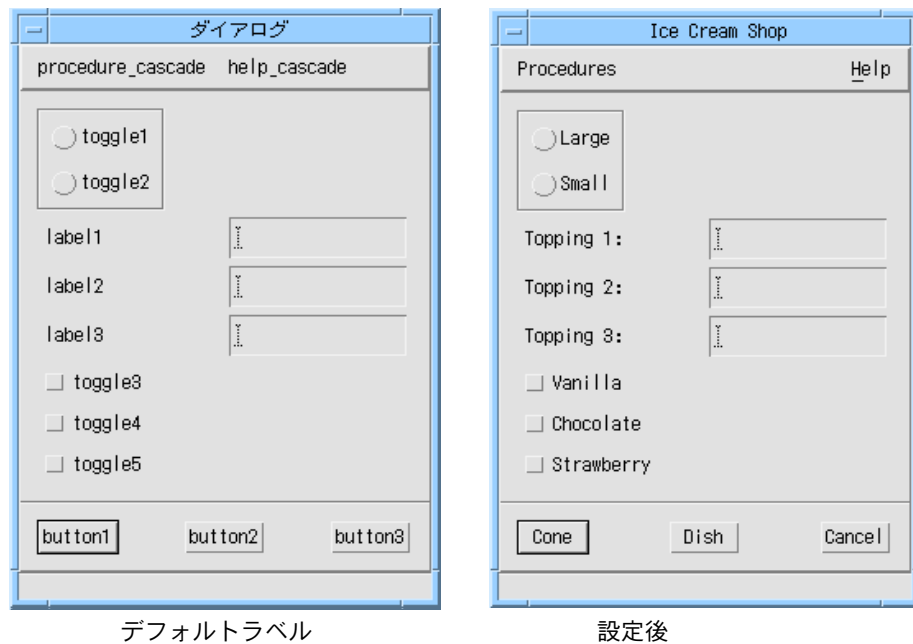 ダイアログ
procedure_cascade help_cascade
toggle1
toggle2
label1
label2
label3
toggle3
toggle4
toggle5
button1 button2 button3
デフォルトラベル
Ice Cream Shop
Procedures Help
Large
Small
Topping 1:
Topping 2:
Topping 3:
Vanilla
Chocolate
Strawberry
Cone Dish Cancel
設定後